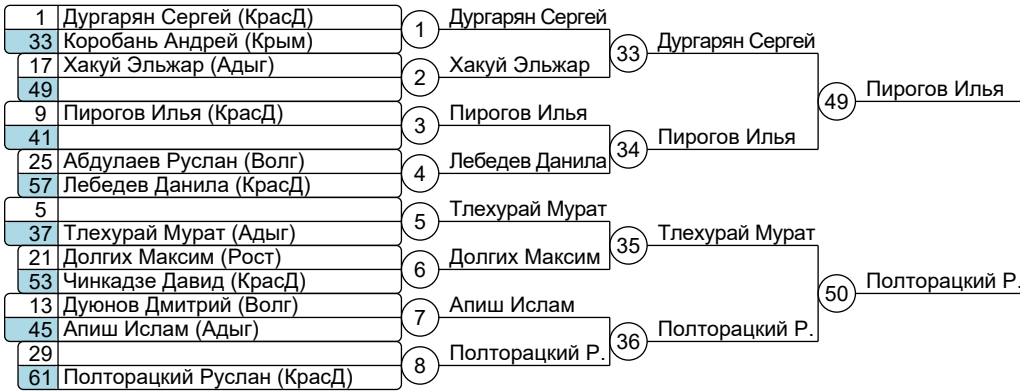 1 Дургарян Сергей (КрасД)
33 Коробань Андрей (Крым)
17 Хакуй Эльжар (Адыг)
49
9 Пирогов Илья (КрасД)
41
25 Абдулаев Руслан (Волг)
57 Лебедев Данила (КрасД)
5
37 Тлехурай Мурат (Адыг)
21 Долгих Максим (Рост)
53 Чинкадзе Давид (КрасД)
13 Дуюнов Дмитрий (Волг)
45 Апиш Ислам (Адыг)
29
61 Полторацкий Руслан (КрасД)
1 Дургарян Сергей
2 Хакуй Эльжар
3 Пирогов Илья
4 Лебедев Данила
5 Тлехурай Мурат
6 Долгих Максим
7 Апиш Ислам
8 Полторацкий Р.
33 Дургарян Сергей
34 Пирогов Илья
35 Тлехурай Мурат
36 Полторацкий Р.
49 Пирогов Илья
50 Полторацкий Р.